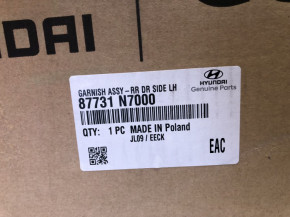 HYUNDAI
GARNISH ASSY-RR DR SIDE LH
87731 N7000
HYUNDAI
Genuine Parts
QTY: 1 PC MADE IN Poland
JL09 / EECK
EAC